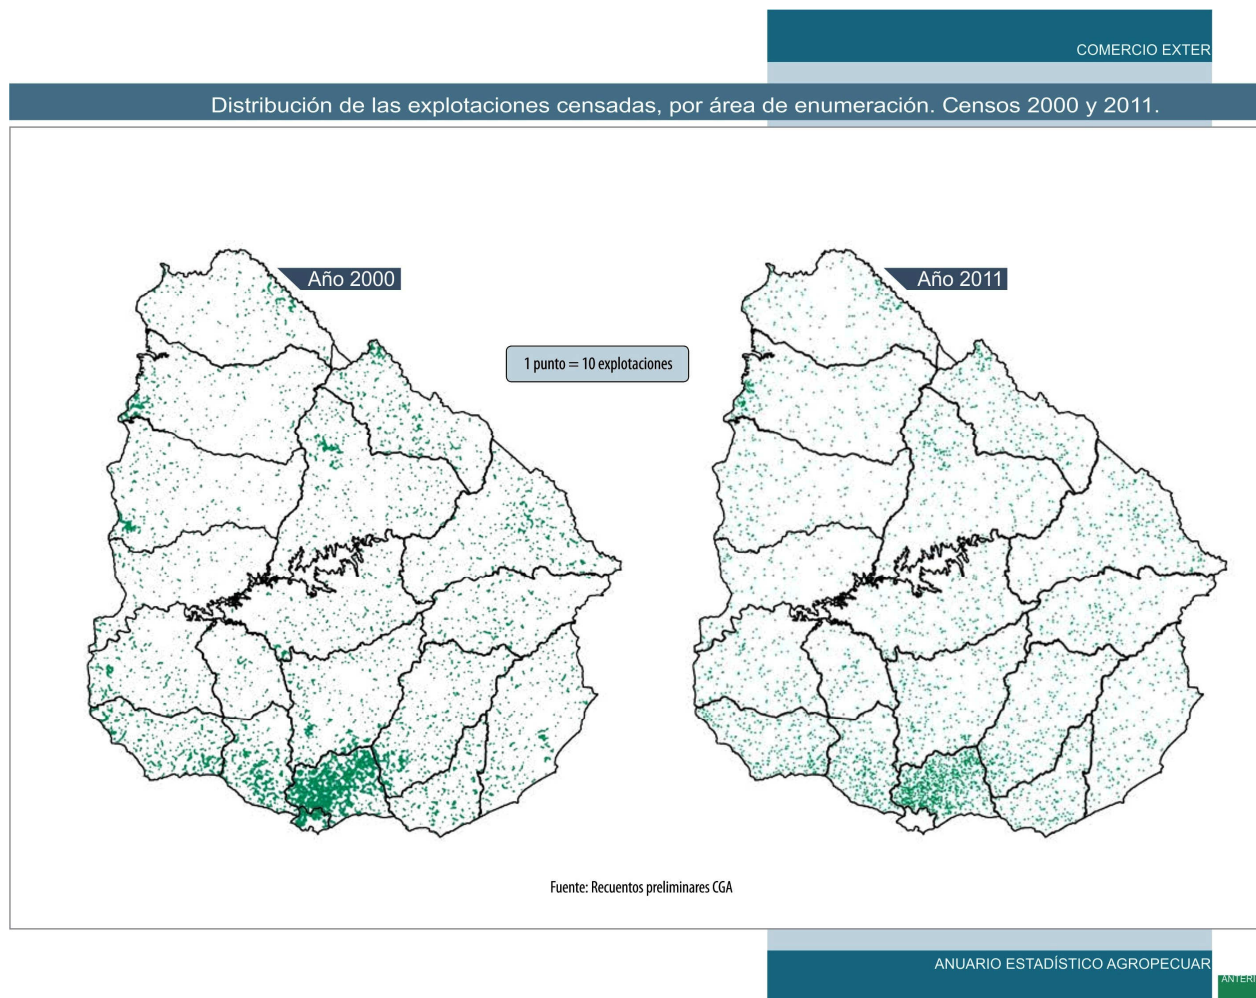 COMERCIO EXTER
Distribución de las explotaciones censadas, por área de enumeración. Censos 2000 y 2011.
Año 2000
Año 2011
1 punto = 10 explotaciones
Fuente: Recuentos preliminares CGA
ANUARIO ESTADÍSTICO AGROPECUAR
ANTERI